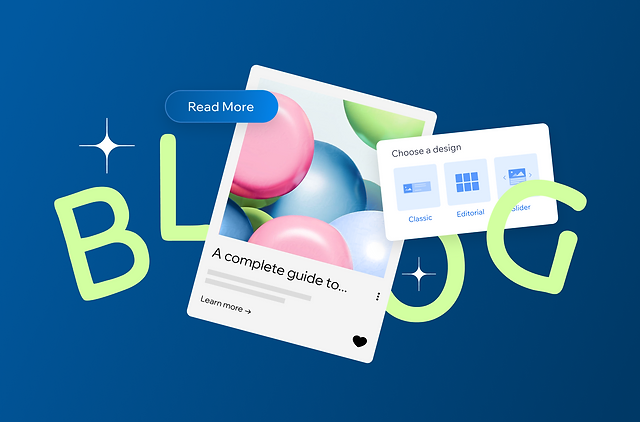 BLOG
Read More
A complete guide to...
Learn more →
Choose a design
Classic
Editorial
Slider